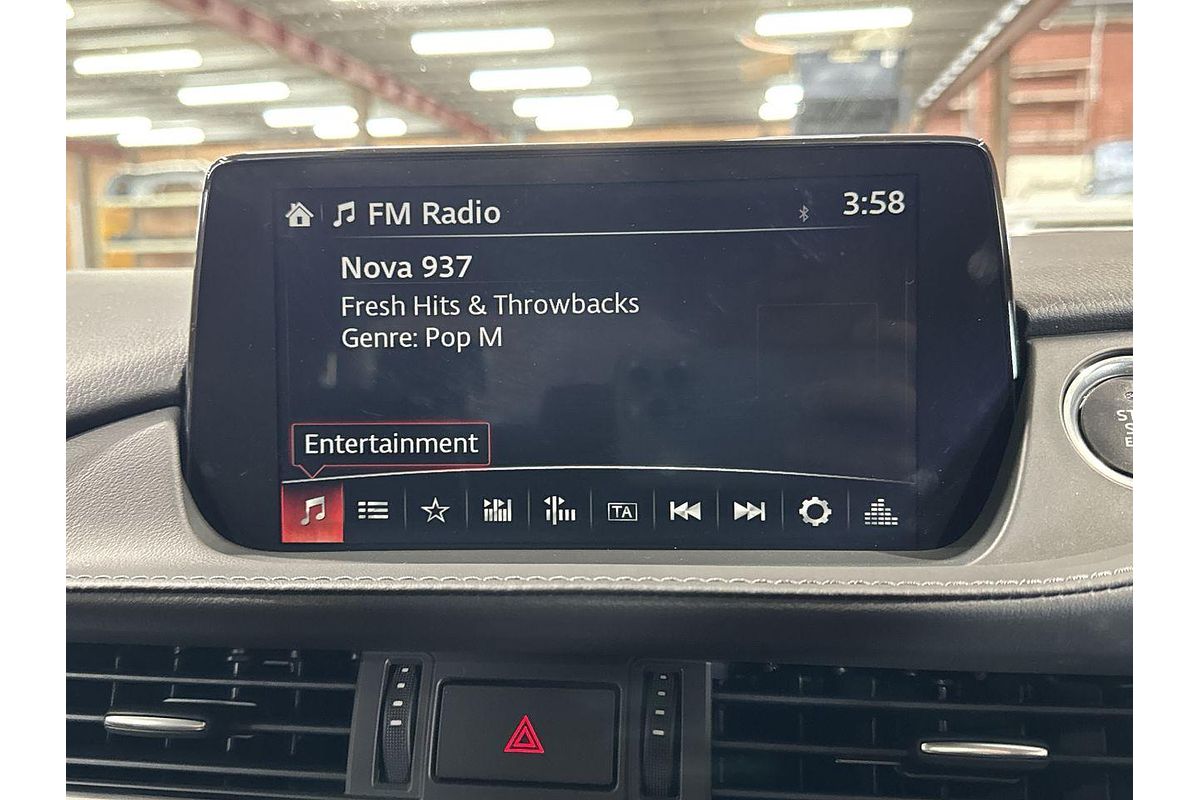 FM Radio
3:58
Nova 937
Fresh Hits & Throwbacks
Genre: Pop M
Entertainment
TA